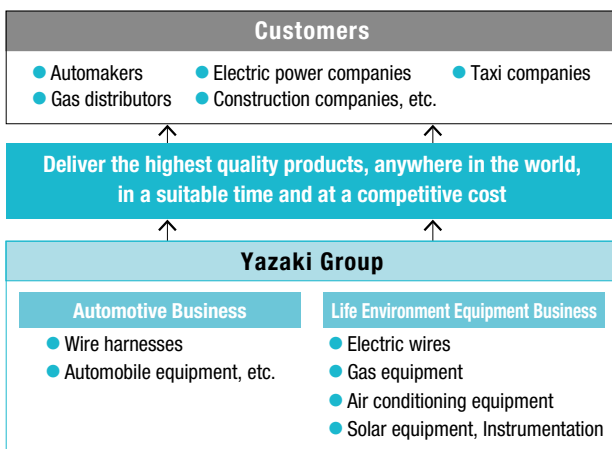 Customers
Automakers
Electric power companies
Taxi companies
Gas distributors
Construction companies, etc.
Deliver the highest quality products, anywhere in the world,
in a suitable time and at a competitive cost
Yazaki Group
Automotive Business
Wire harnesses
Automobile equipment, etc.
Life Environment Equipment Business
Electric wires
Gas equipment
Air conditioning equipment
Solar equipment, Instrumentation